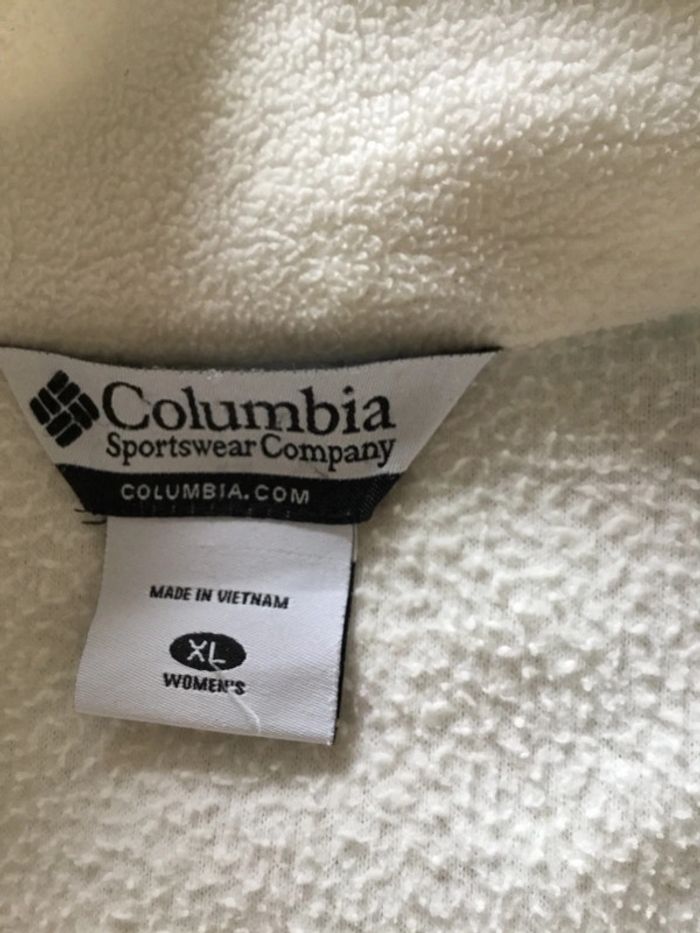 Columbia
Sportswear Company
COLUMBIA.COM
MADE IN VIETNAM
XL
WOMEN'S